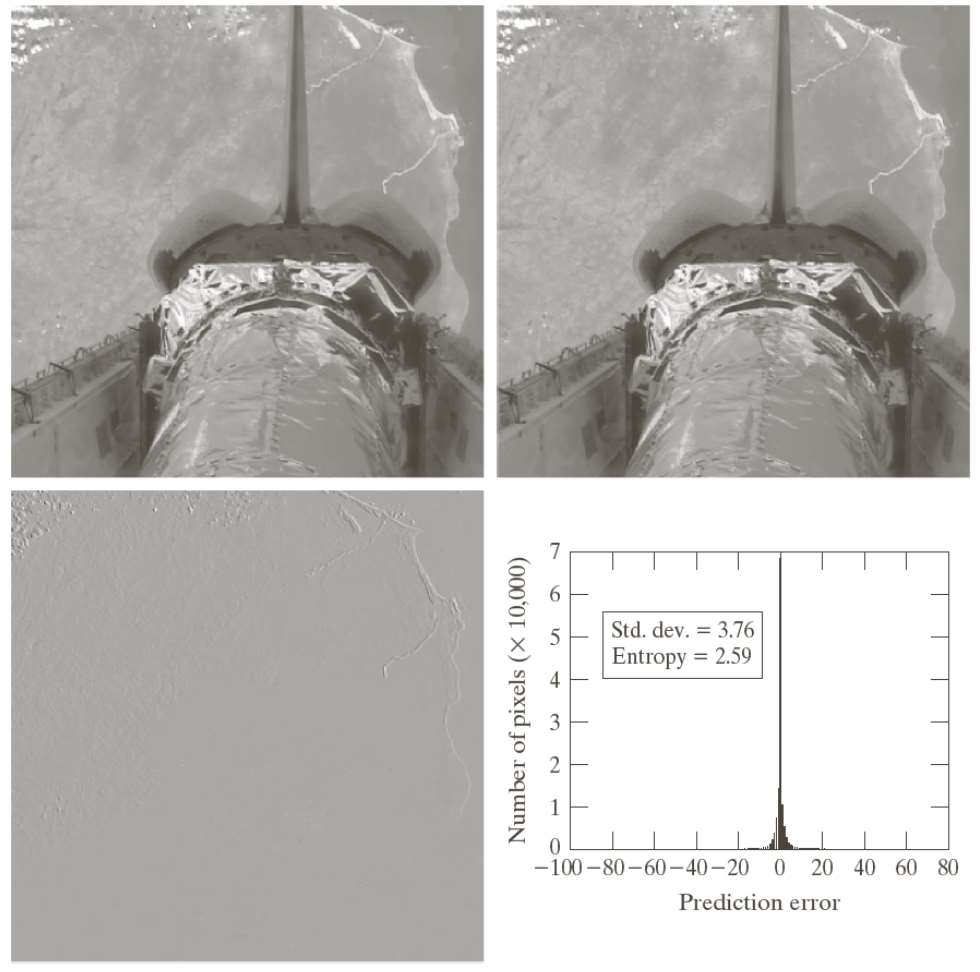 7
6
5
4
3
2
1
0
Number of pixels (× 10,000)
Std. dev. = 3.76
Entropy = 2.59
−100 −80 −60 −40 −20 0 20 40 60 80
Prediction error